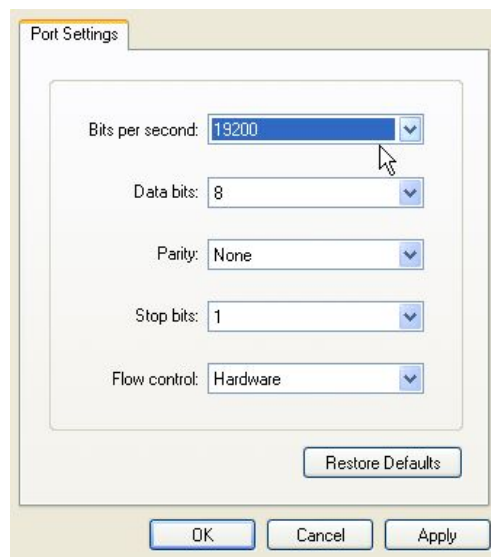 Port Settings
Bits per second: 19200
Data bits: 8
Parity: None
Stop bits: 1
Flow control: Hardware
Restore Defaults
OK Cancel Apply